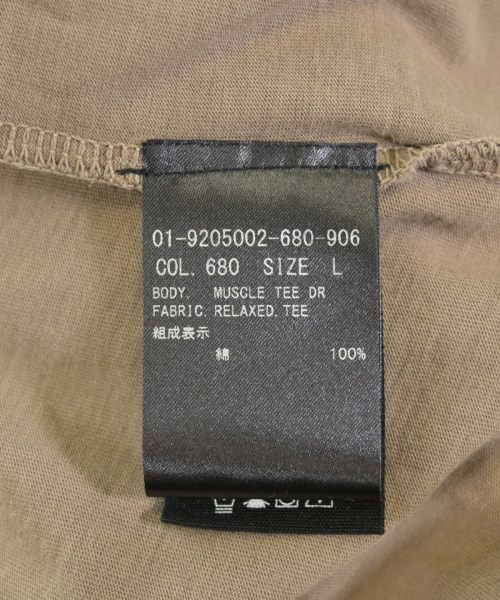 01-9205002-680-906
COL. 680 SIZE L
BODY. MUSCLE TEE DR
FABRIC. RELAXED. TEE
組成表示
綿 100%